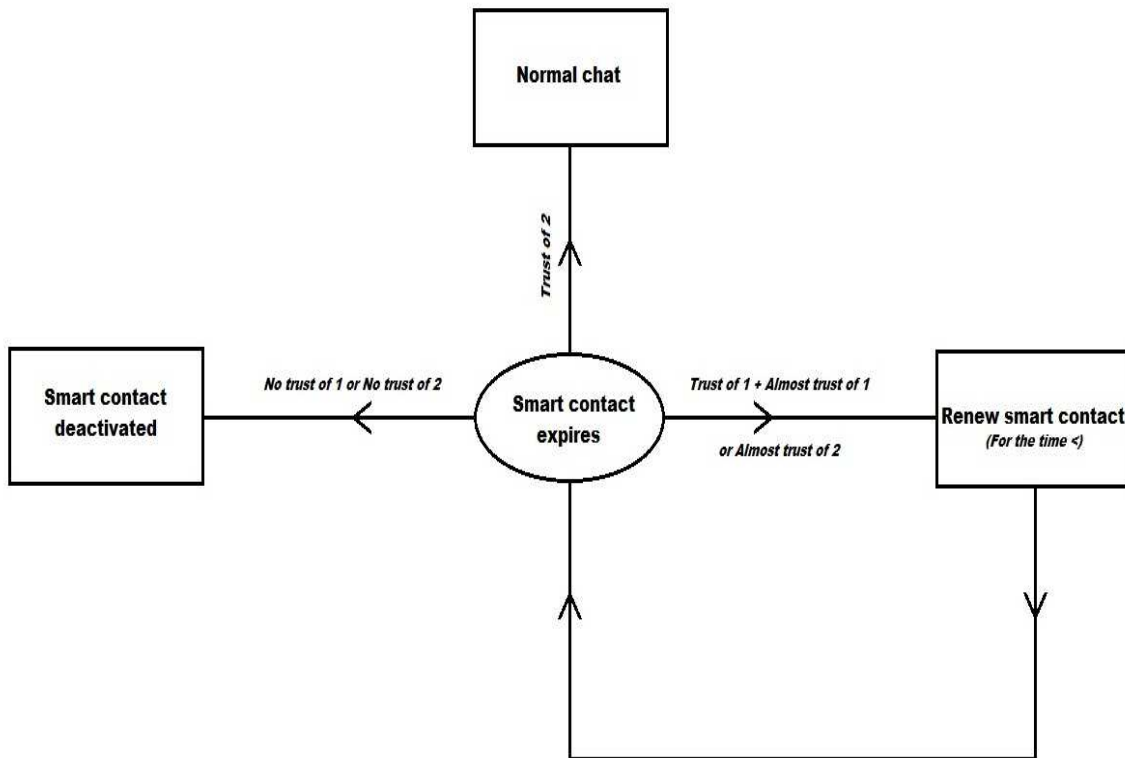 Normal chat
Trust of 2
Smart contact
deactivated
No trust of 1 or No trust of 2
Smart contact
expires
Trust of 1 + Almost trust of 1
or Almost trust of 2
Renew smart contact
(For the time <)